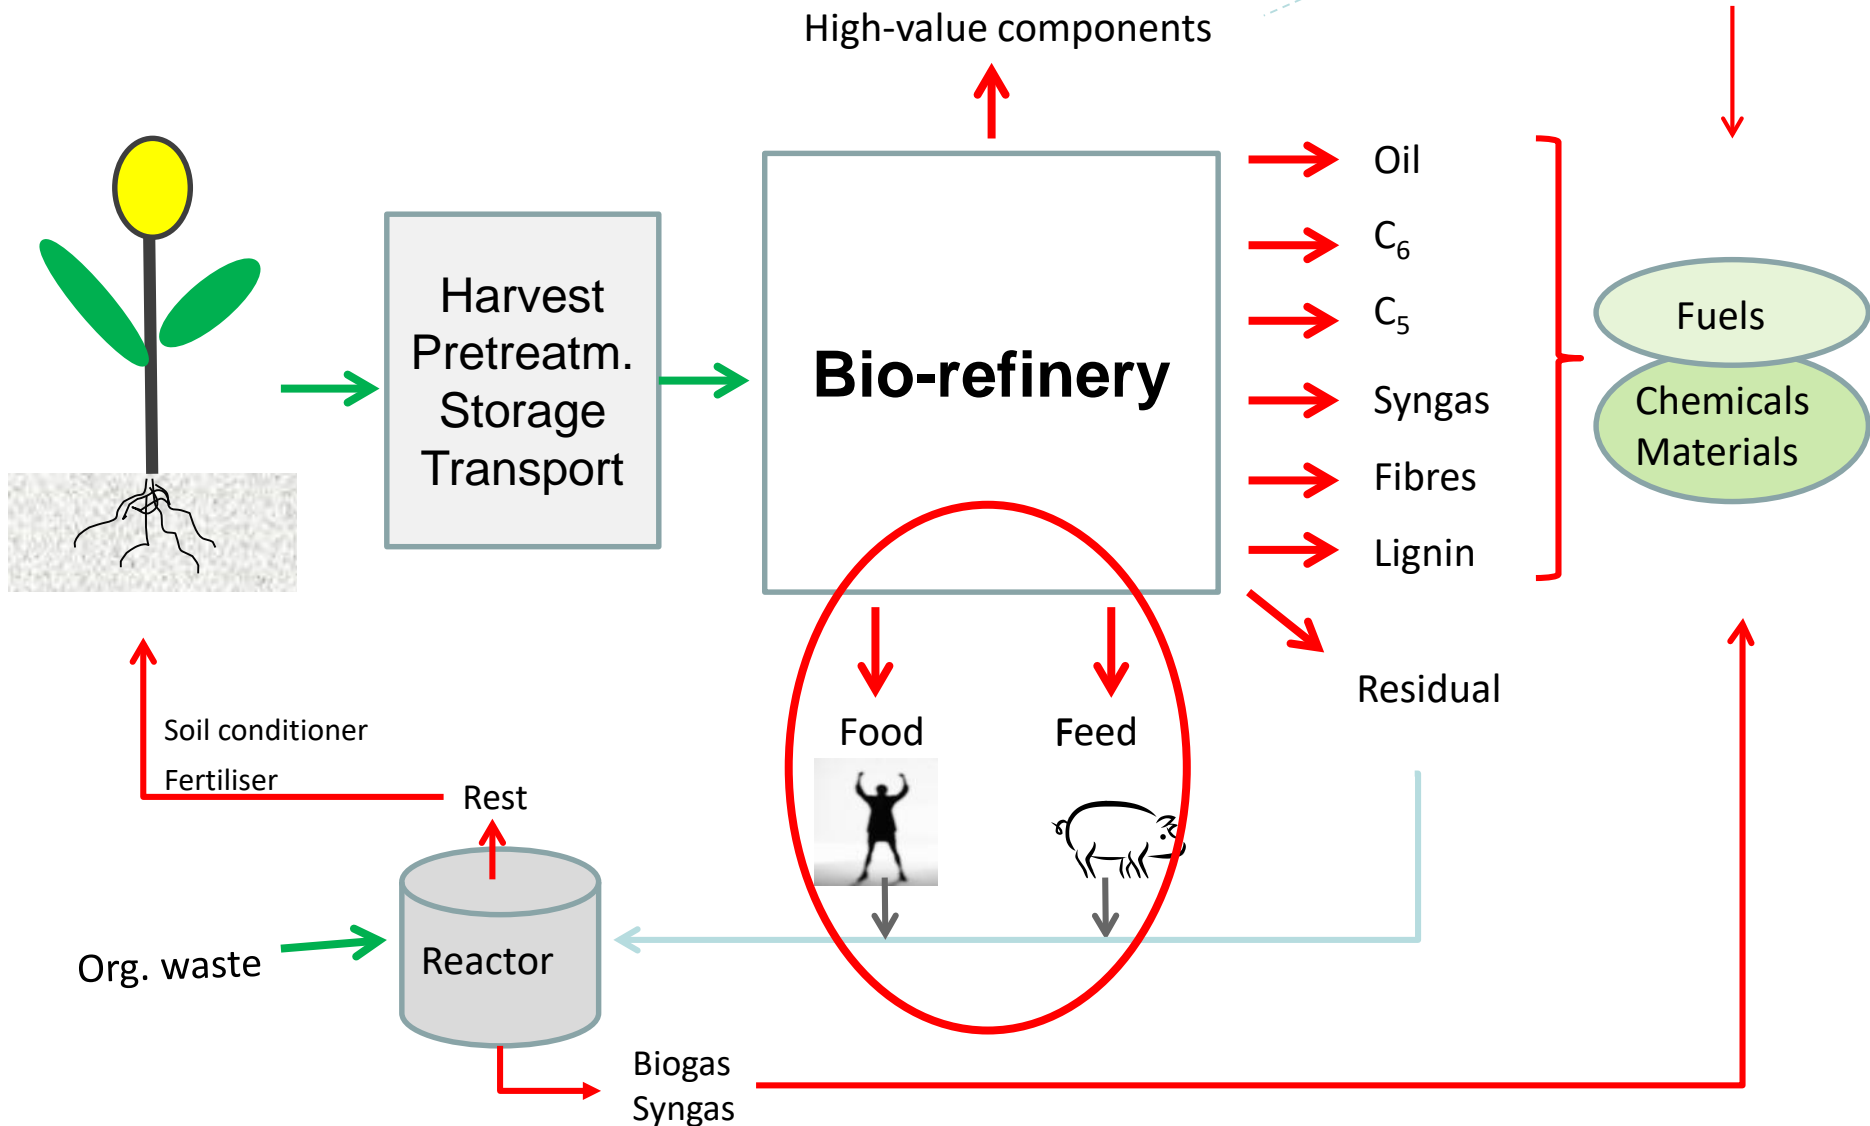 High-value components
Harvest
Pretreatm.
Storage
Transport
Bio-refinery
Oil
C₆
C₅
Syngas
Fibres
Lignin
Fuels
Chemicals
Materials
Residual
Food
Feed
Soil conditioner
Fertiliser
Rest
Org. waste
Reactor
Biogas
Syngas